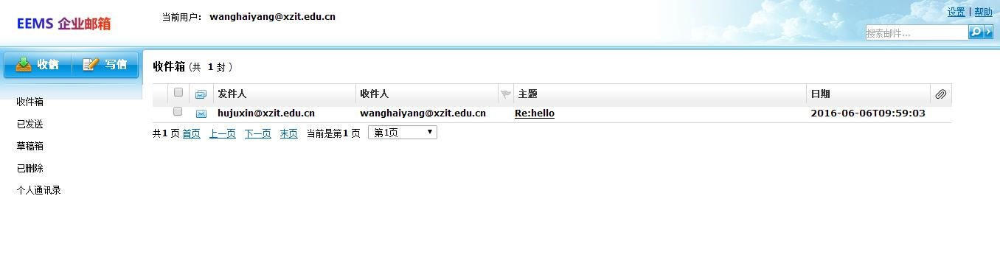 EEMS 企业邮箱
当前用户： wanghaiyang@xzit.edu.cn
设置 | 帮助
搜索邮件...
收信 写信
收件箱 (共 1 封 )
收件箱
已发送
草稿箱
已删除
个人通讯录
发件人 收件人 主题 日期
hujuxin@xzit.edu.cn wanghaiyang@xzit.edu.cn Re:hello 2016-06-06T09:59:03
共1 页 首页 上一页 下一页 末页 当前是第1 页 第1页